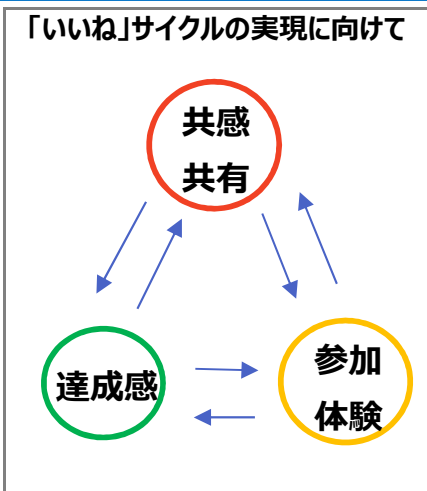 「いいね」サイクルの実現に向けて
共感
共有
達成感
参加
体験